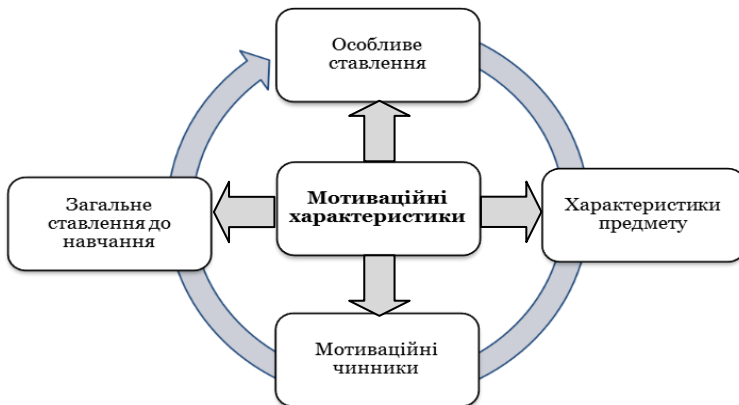 Особливе
ставлення
Загальне
ставлення до
навчання
Мотиваційні
характеристики
Характеристики
предмету
Мотиваційні
чинники